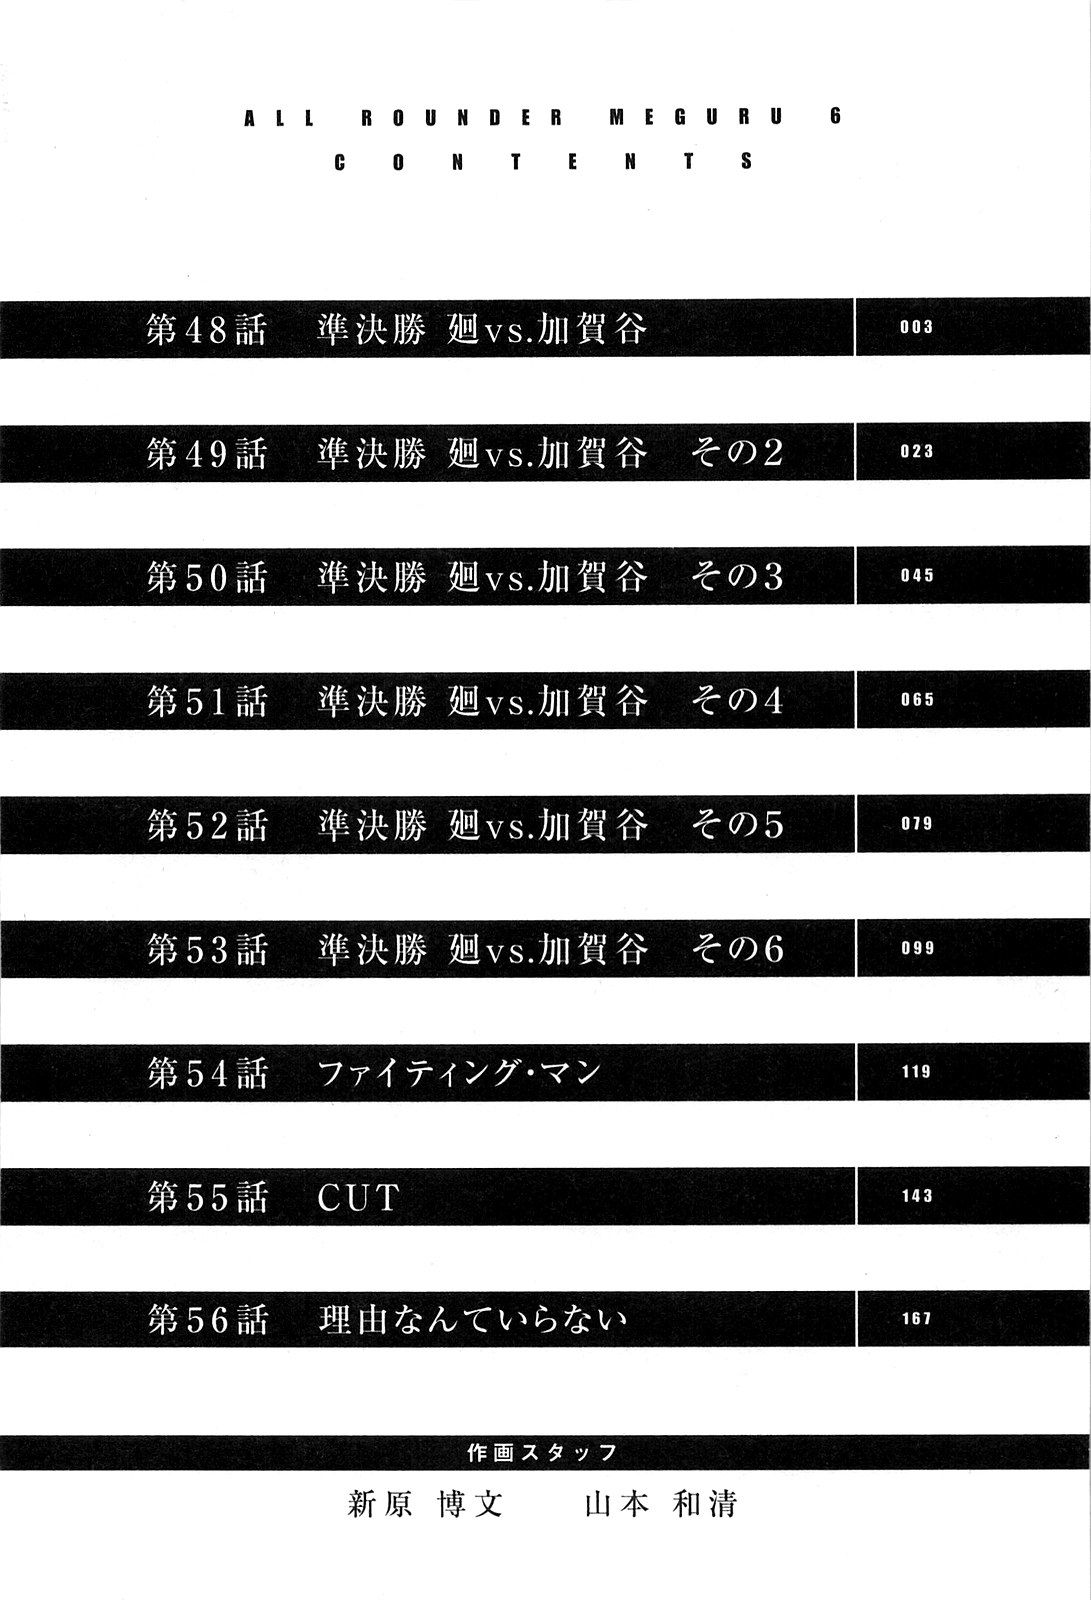 ALL ROUNDER MEGURU 6
CONTENTS
第48話 準決勝 廻vs.加賀谷 003
第49話 準決勝 廻vs.加賀谷 その2 023
第50話 準決勝 廻vs.加賀谷 その3 045
第51話 準決勝 廻vs.加賀谷 その4 065
第52話 準決勝 廻vs.加賀谷 その5 079
第53話 準決勝 廻vs.加賀谷 その6 099
第54話 ファイティング・マン 119
第55話 CUT 143
第56話 理由なんていらない 167
作画スタッフ
新原 博文 山本 和清